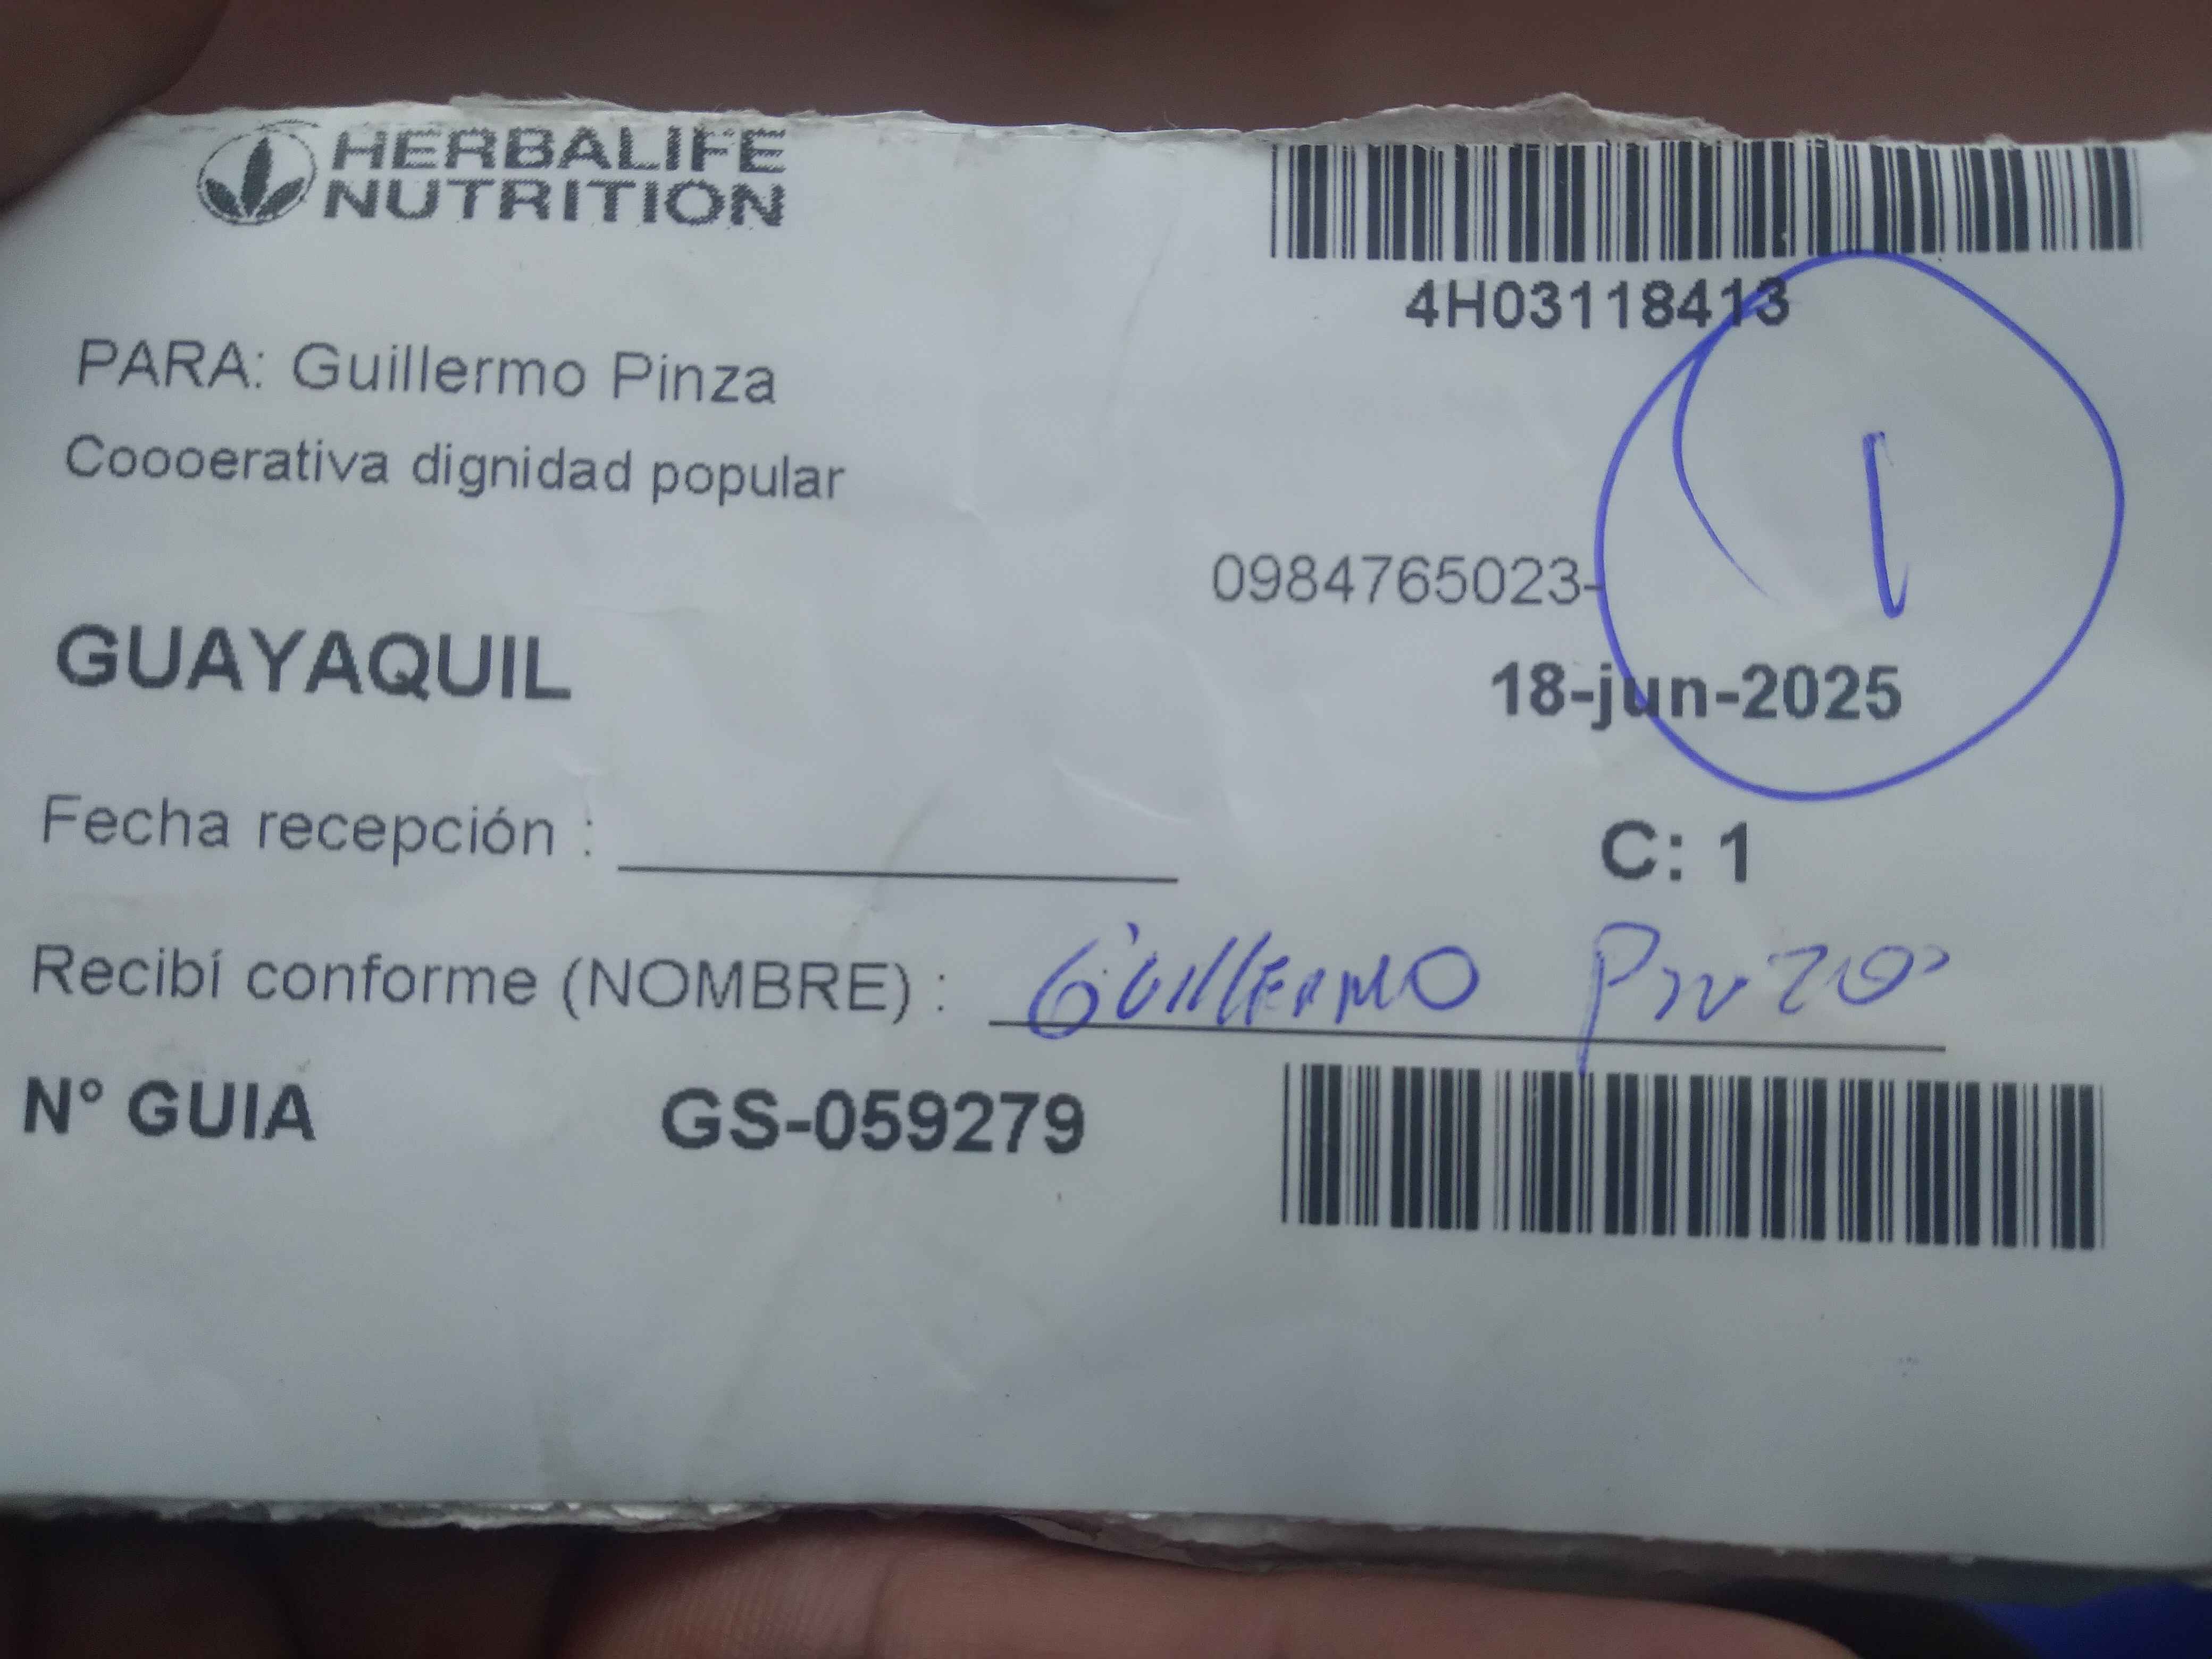 HERBALIFE
NUTRITION
4H03118413
PARA: Guillermo Pinza
Coooerativa dignidad popular
1
0984765023-
GUAYAQUIL
18-jun-2025
Fecha recepción :
C: 1
Recibí conforme (NOMBRE) : GUIllERMO
N° GUIA GS-059279